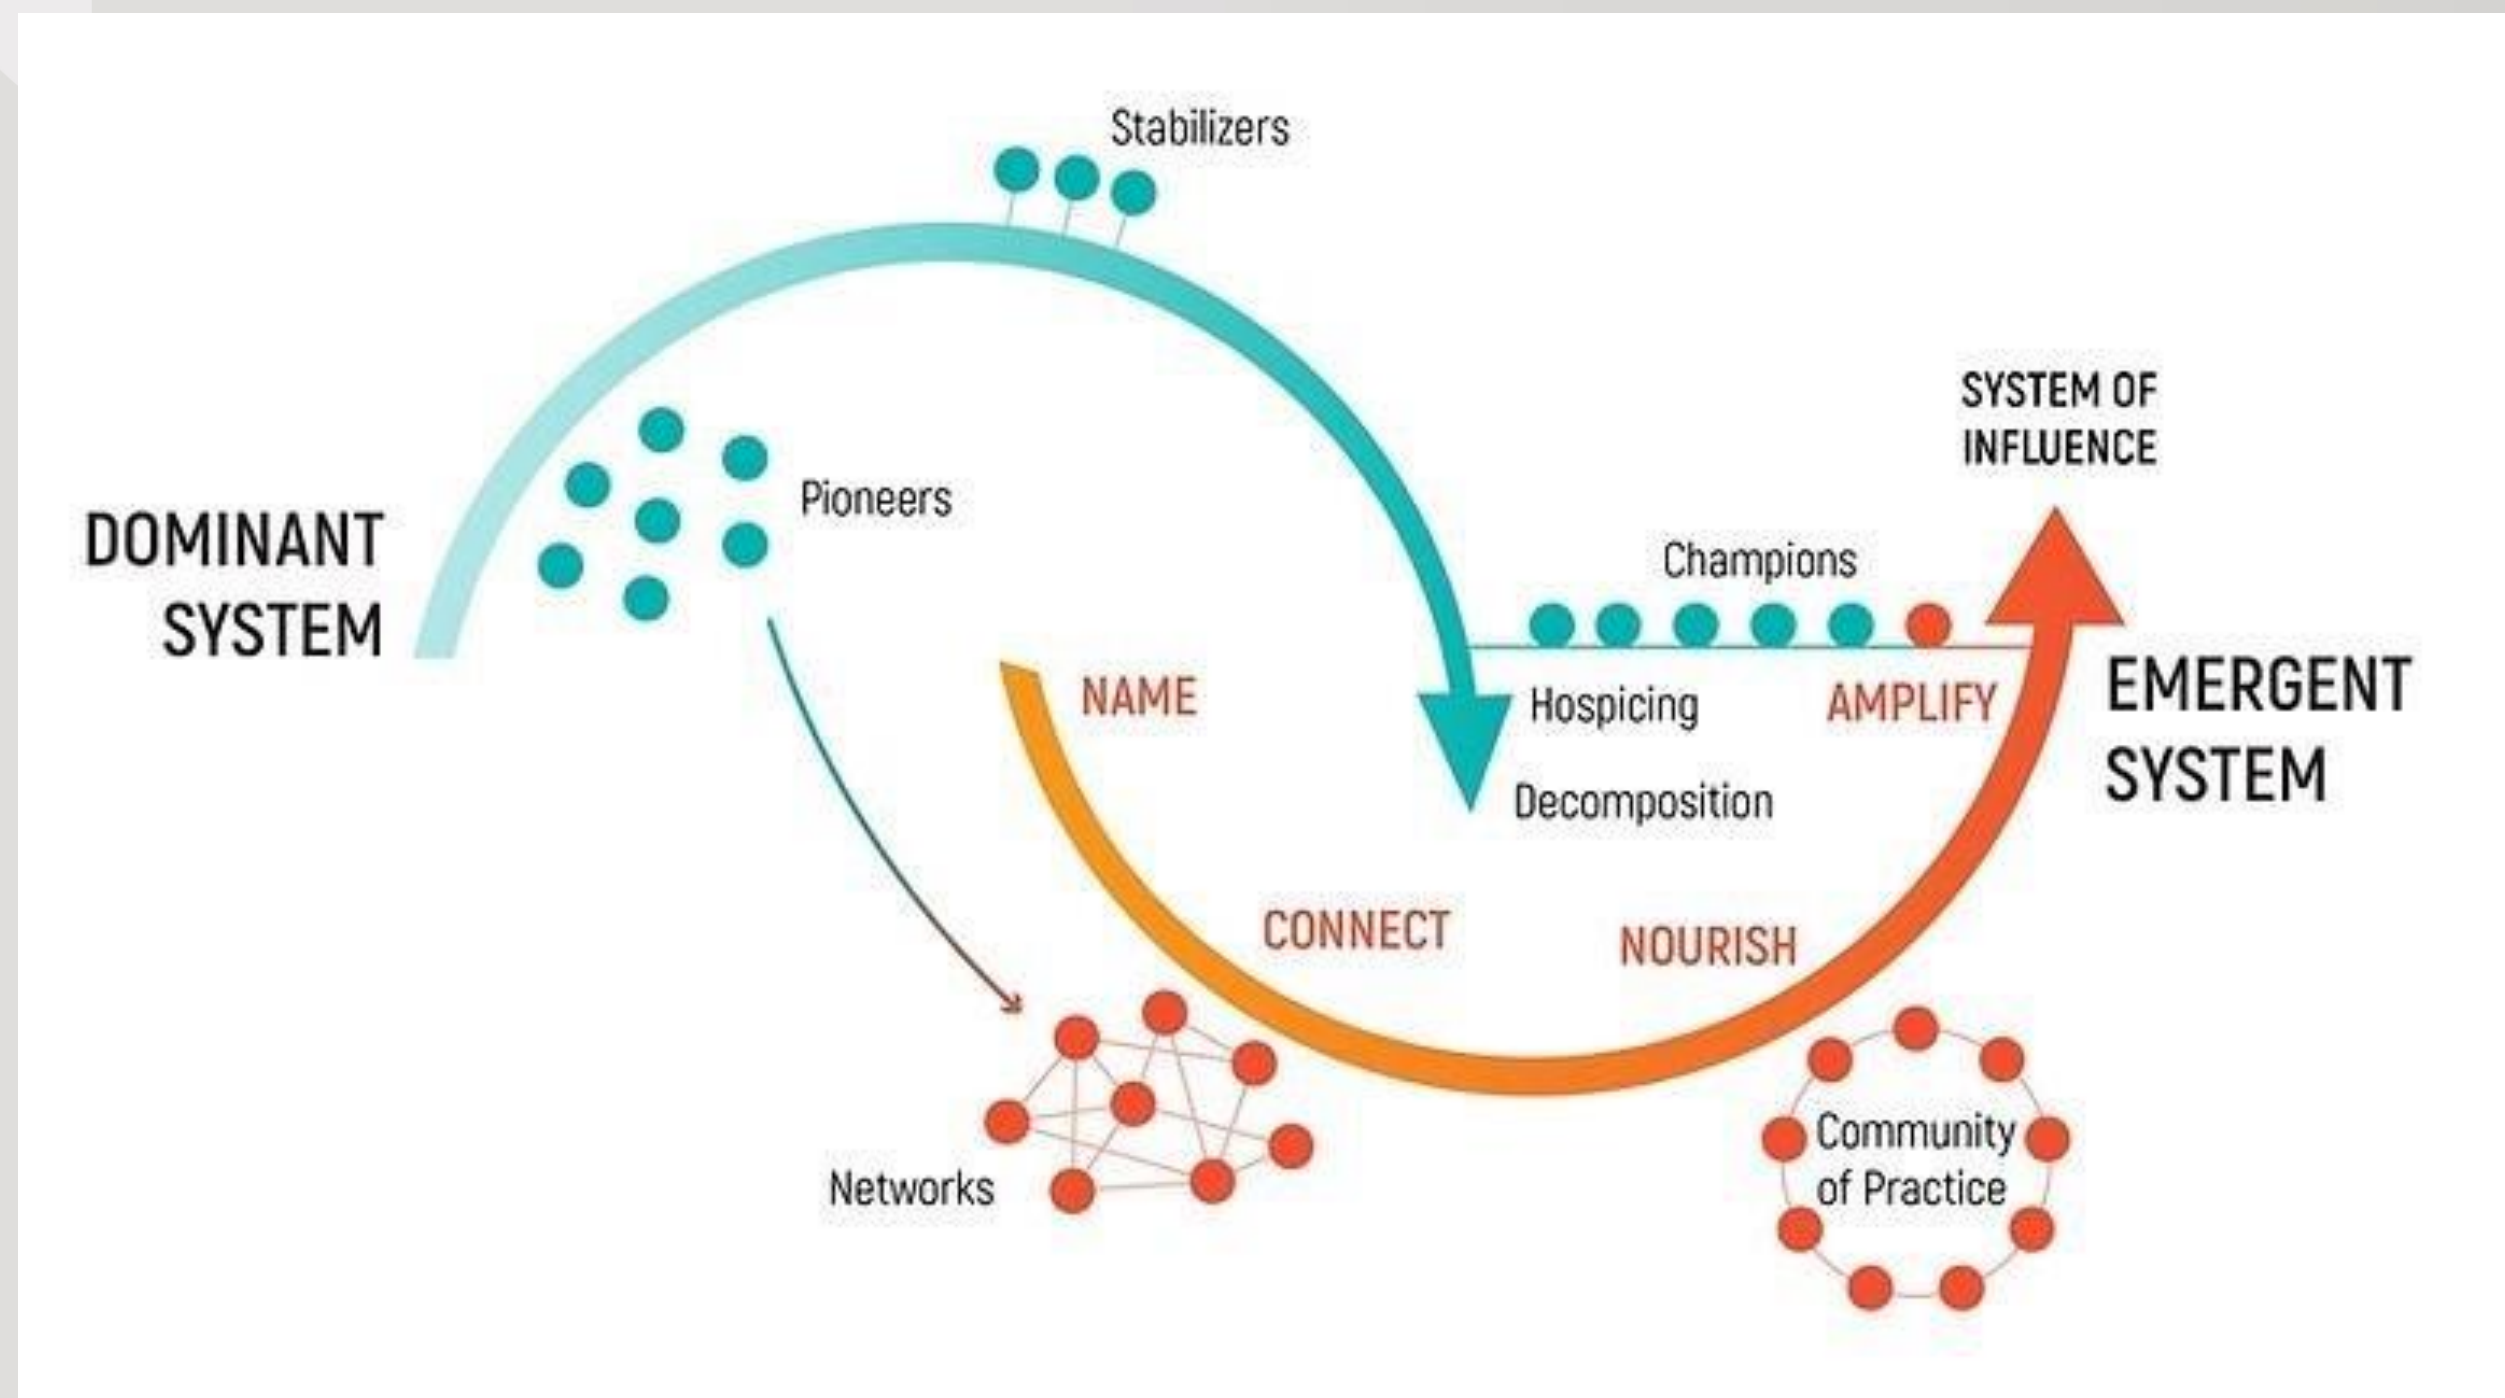 Stabilizers
Pioneers
DOMINANT
SYSTEM
SYSTEM OF
INFLUENCE
Champions
NAME
Hospicing
AMPLIFY
EMERGENT
SYSTEM
Decomposition
CONNECT
NOURISH
Networks
Community
of Practice